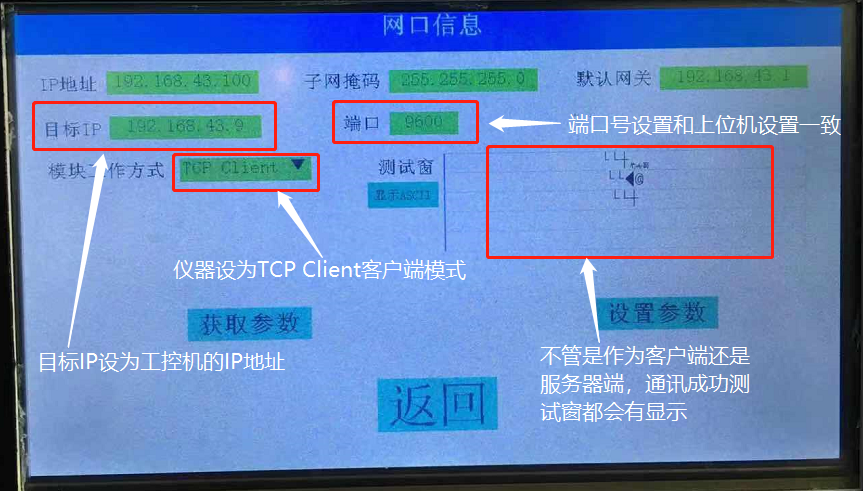 网口信息
IP地址 192.168.43.100 子网掩码 255.255.255.0 默认网关 192.168.43.1
目标IP 192.168.43.9 端口 9600 端口号设置和上位机设置一致
模块工作方式 TCP Client 测试窗
显示ASCII
仪器设为TCP Client客户端模式
获取参数 设置参数
目标IP设为工控机的IP地址
不管是作为客户端还是
服务器端，通讯成功测
试窗都会有显示
返回